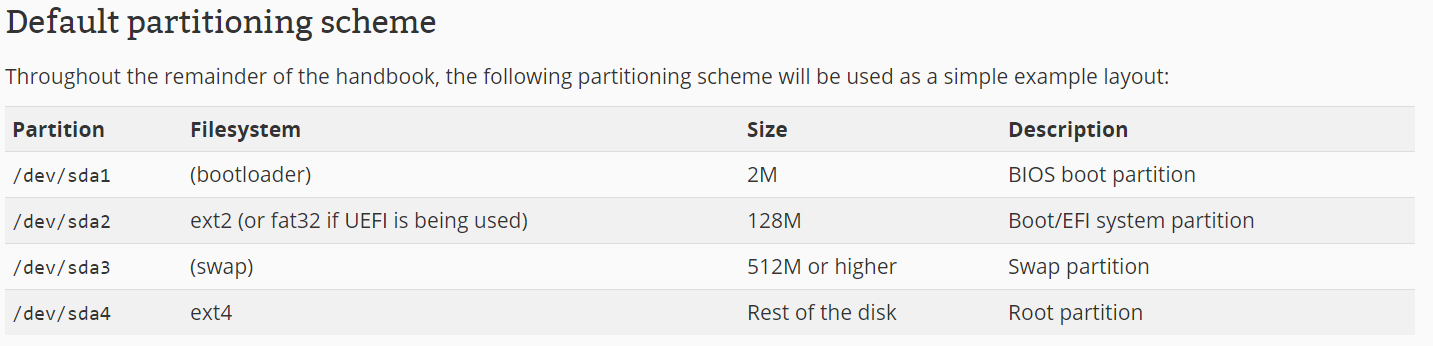 Default partitioning scheme
Throughout the remainder of the handbook, the following partitioning scheme will be used as a simple example layout:
Partition Filesystem Size Description
/dev/sda1 (bootloader) 2M BIOS boot partition
/dev/sda2 ext2 (or fat32 if UEFI is being used) 128M Boot/EFI system partition
/dev/sda3 (swap) 512M or higher Swap partition
/dev/sda4 ext4 Rest of the disk Root partition